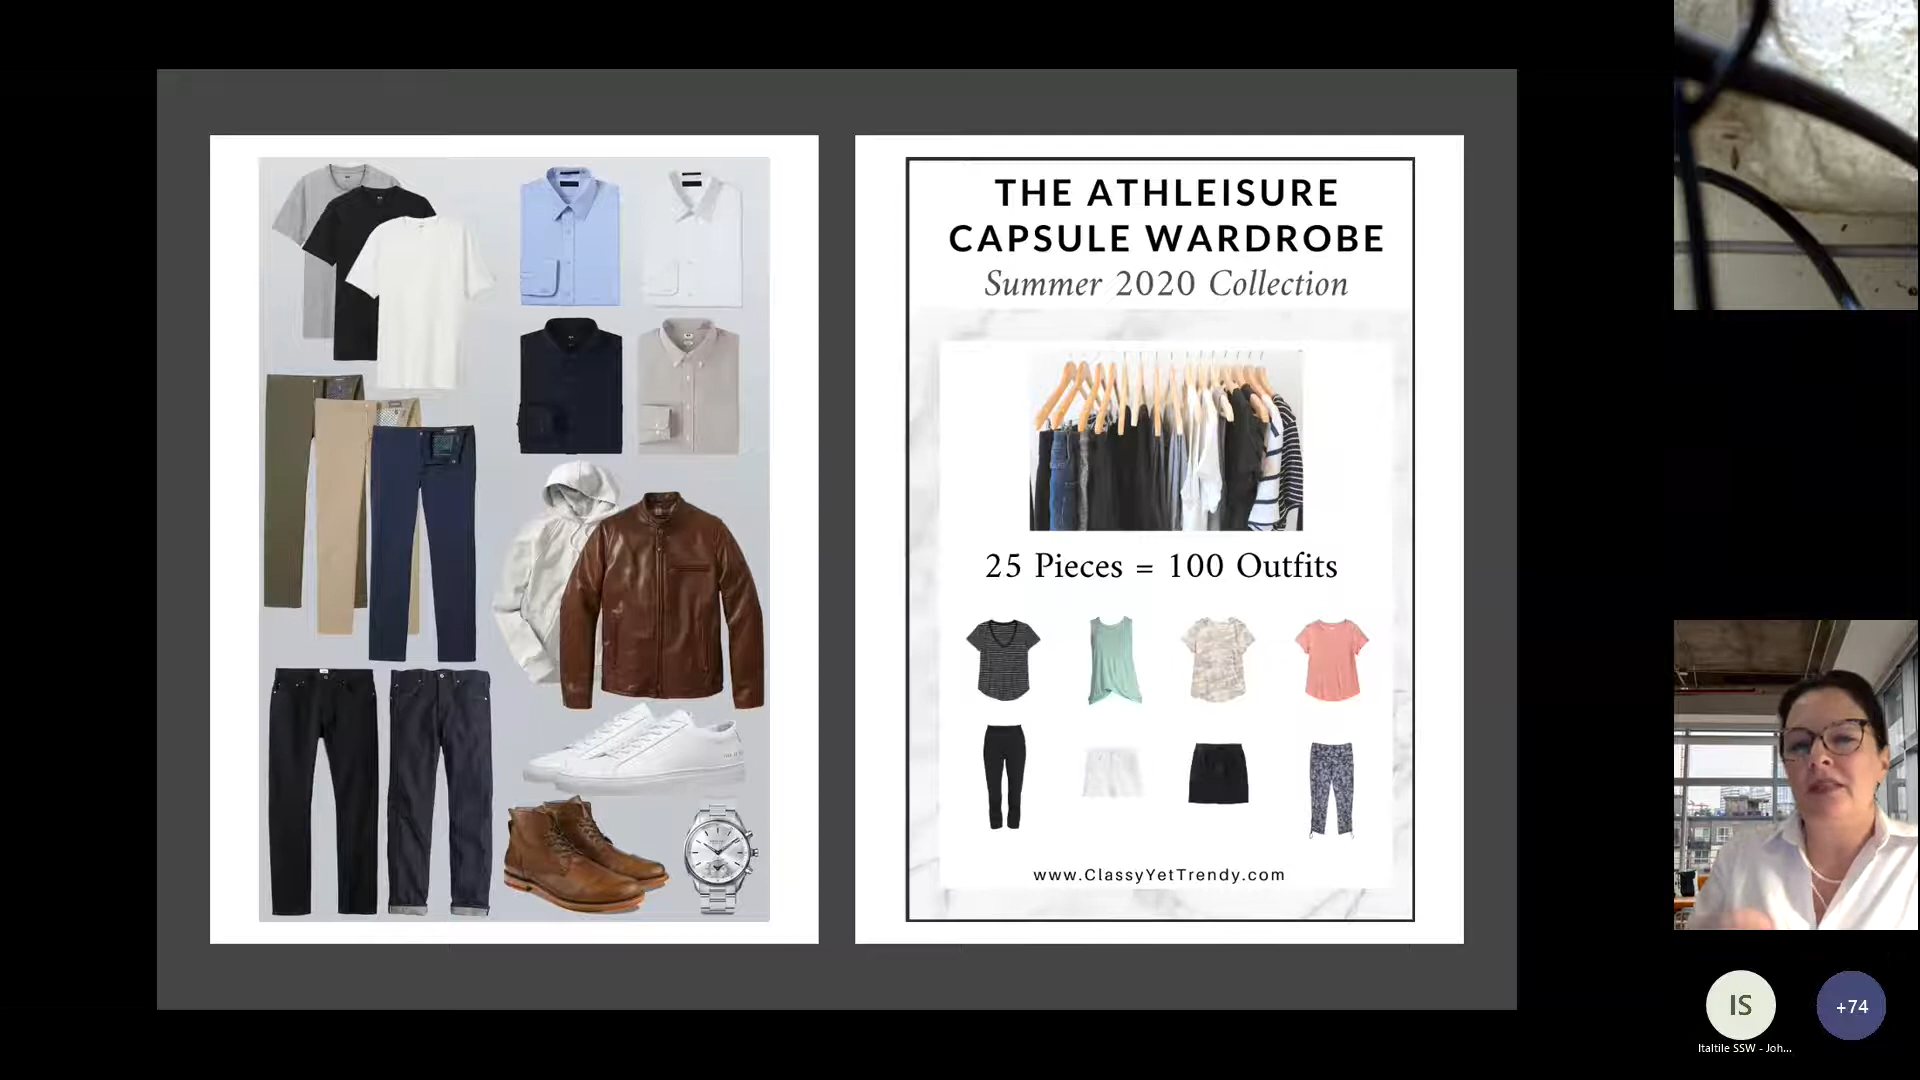 THE ATHLEISURE
CAPSULE WARDROBE
Summer 2020 Collection
25 Pieces = 100 Outfits
www.ClassyYetTrendy.com
IS
+74
Italtile SSW - Joh...